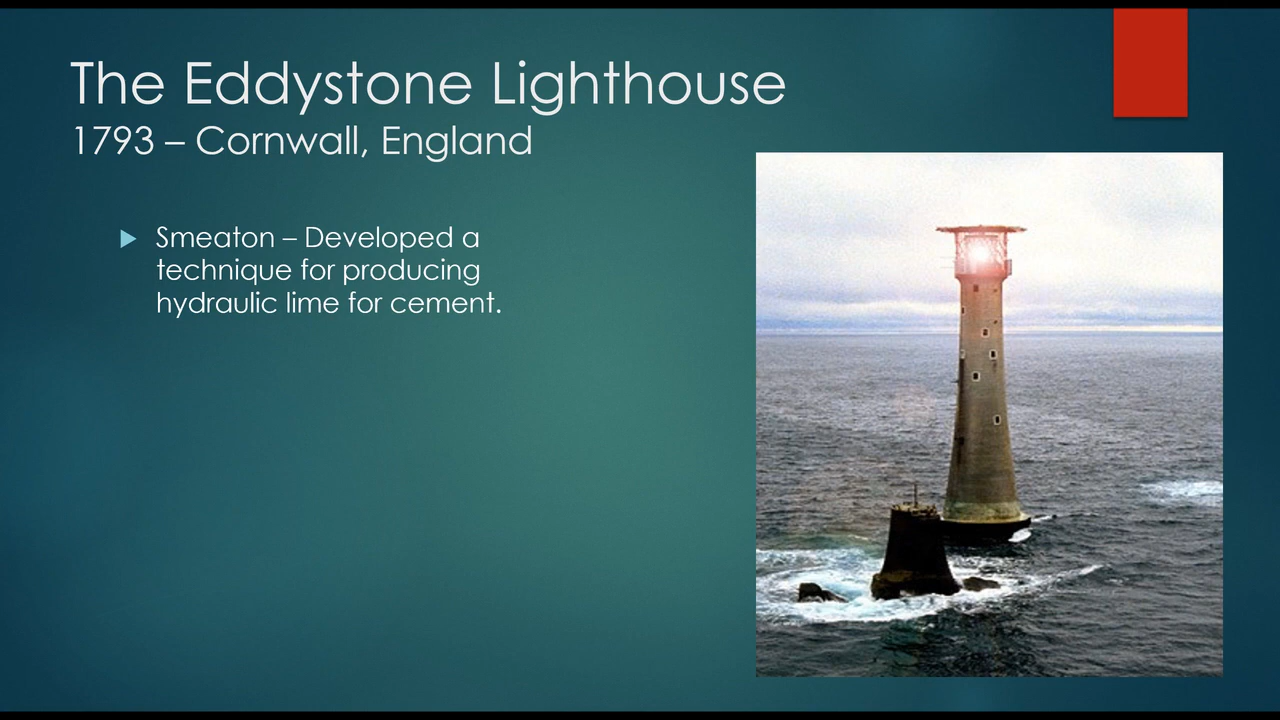 The Eddystone Lighthouse
1793 – Cornwall, England
Smeaton – Developed a
technique for producing
hydraulic lime for cement.